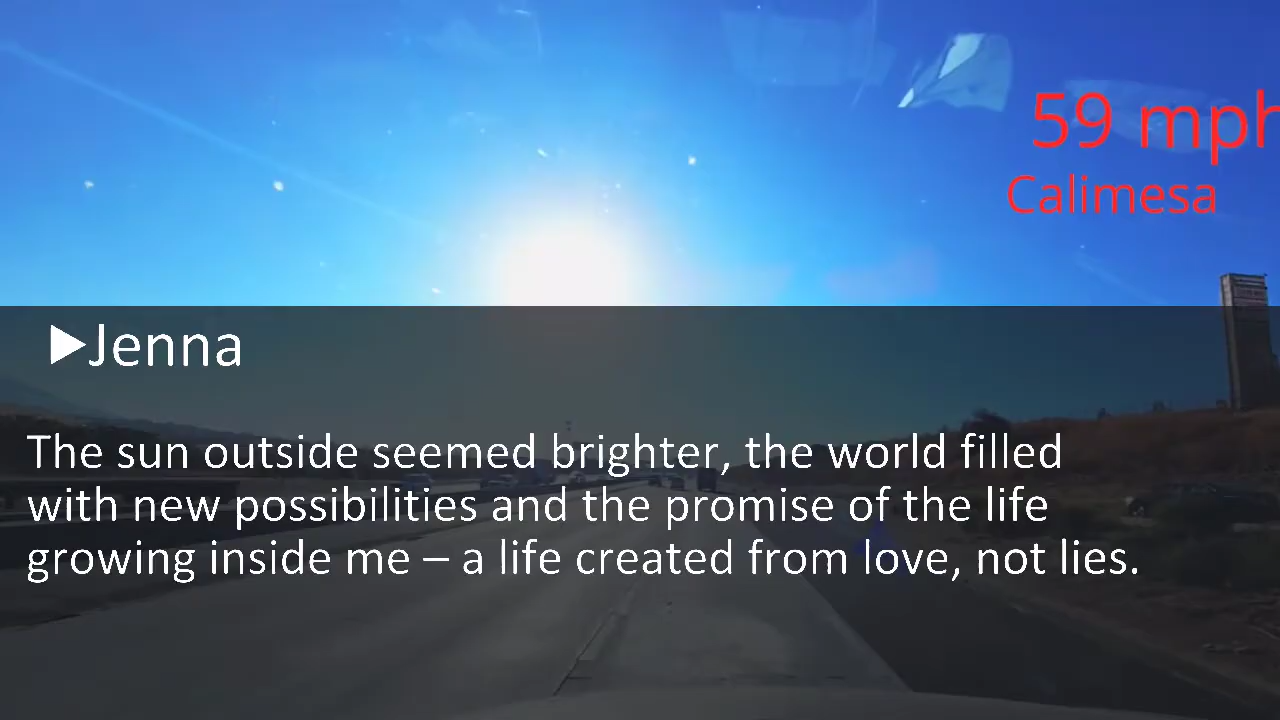 59 mph
Calimesa
▶Jenna
The sun outside seemed brighter, the world filled
with new possibilities and the promise of the life
growing inside me – a life created from love, not lies.